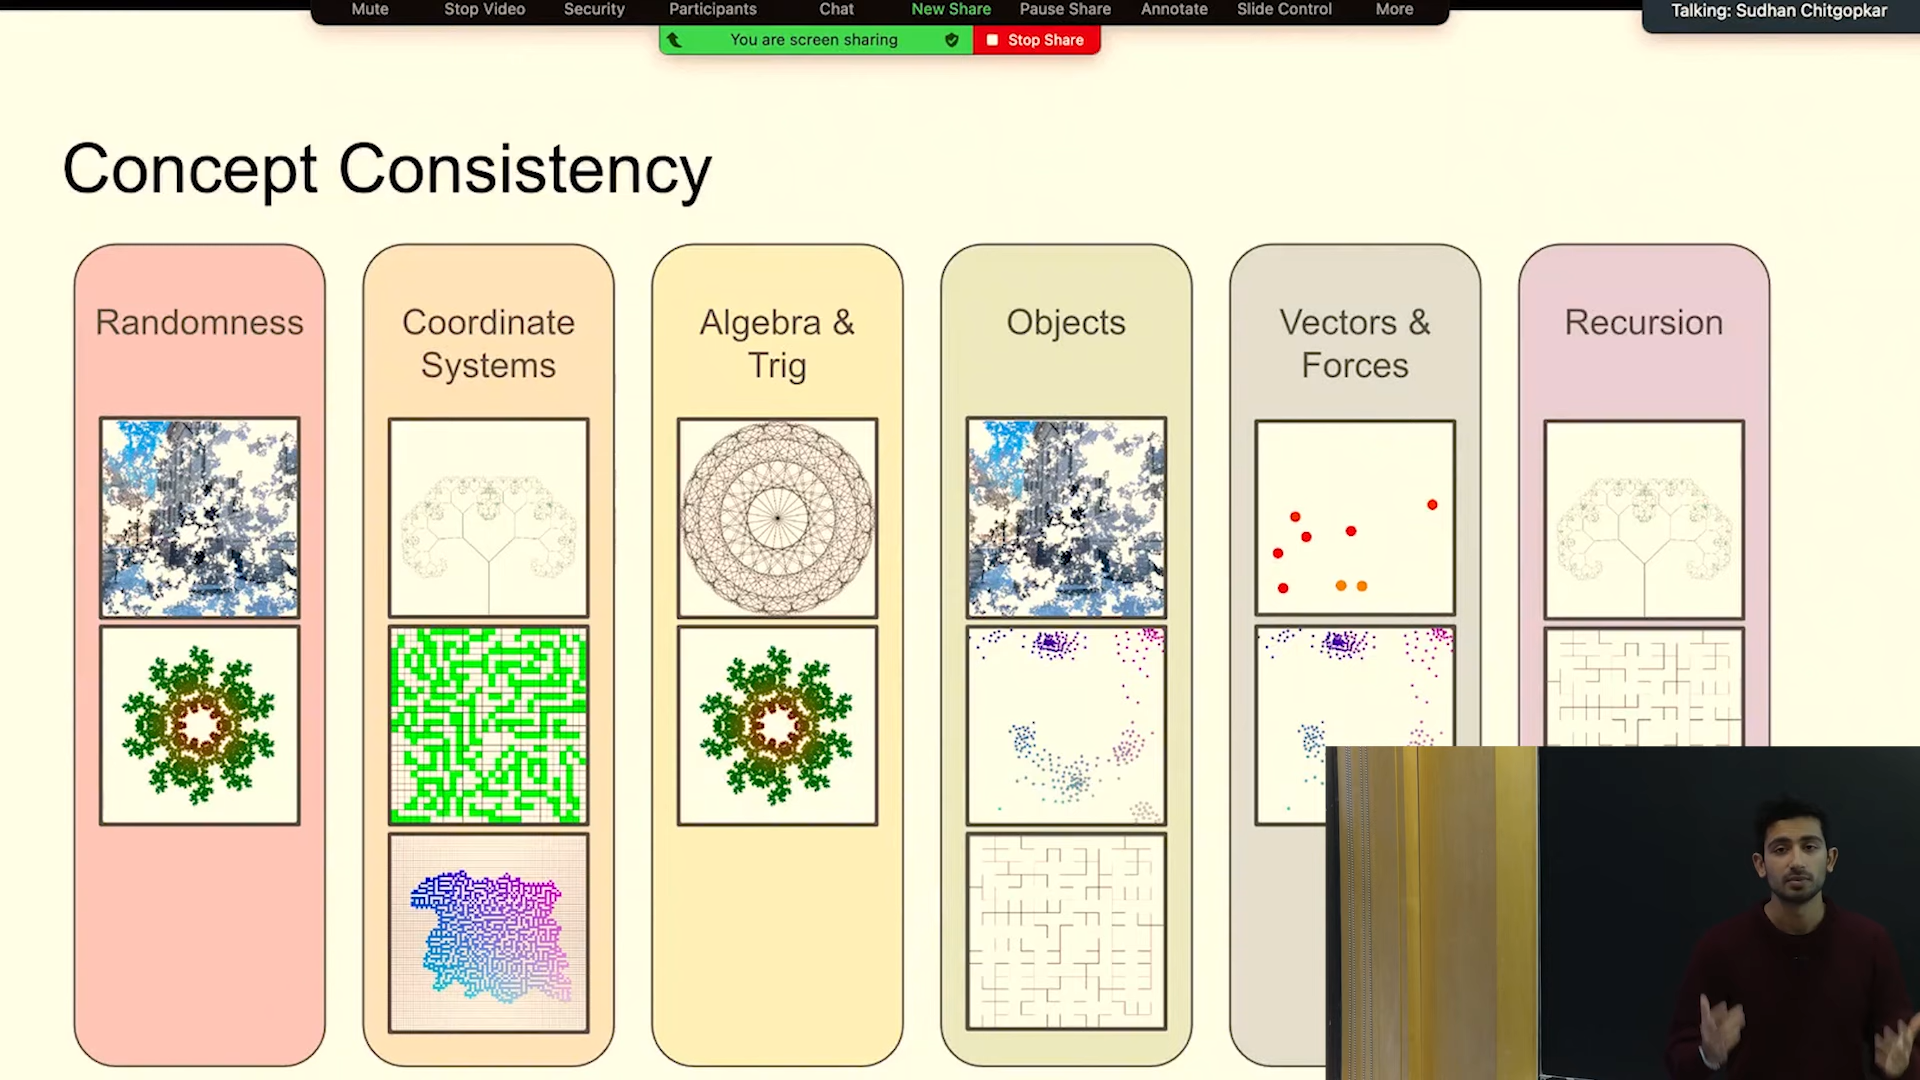 Mute Stop Video Security Participants Chat New Share Pause Share Annotate Slide Control More
Talking: Sudhan Chitgopkar
You are screen sharing Stop Share
Concept Consistency
Randomness
Coordinate
Systems
Algebra &
Trig
Objects
Vectors &
Forces
Recursion